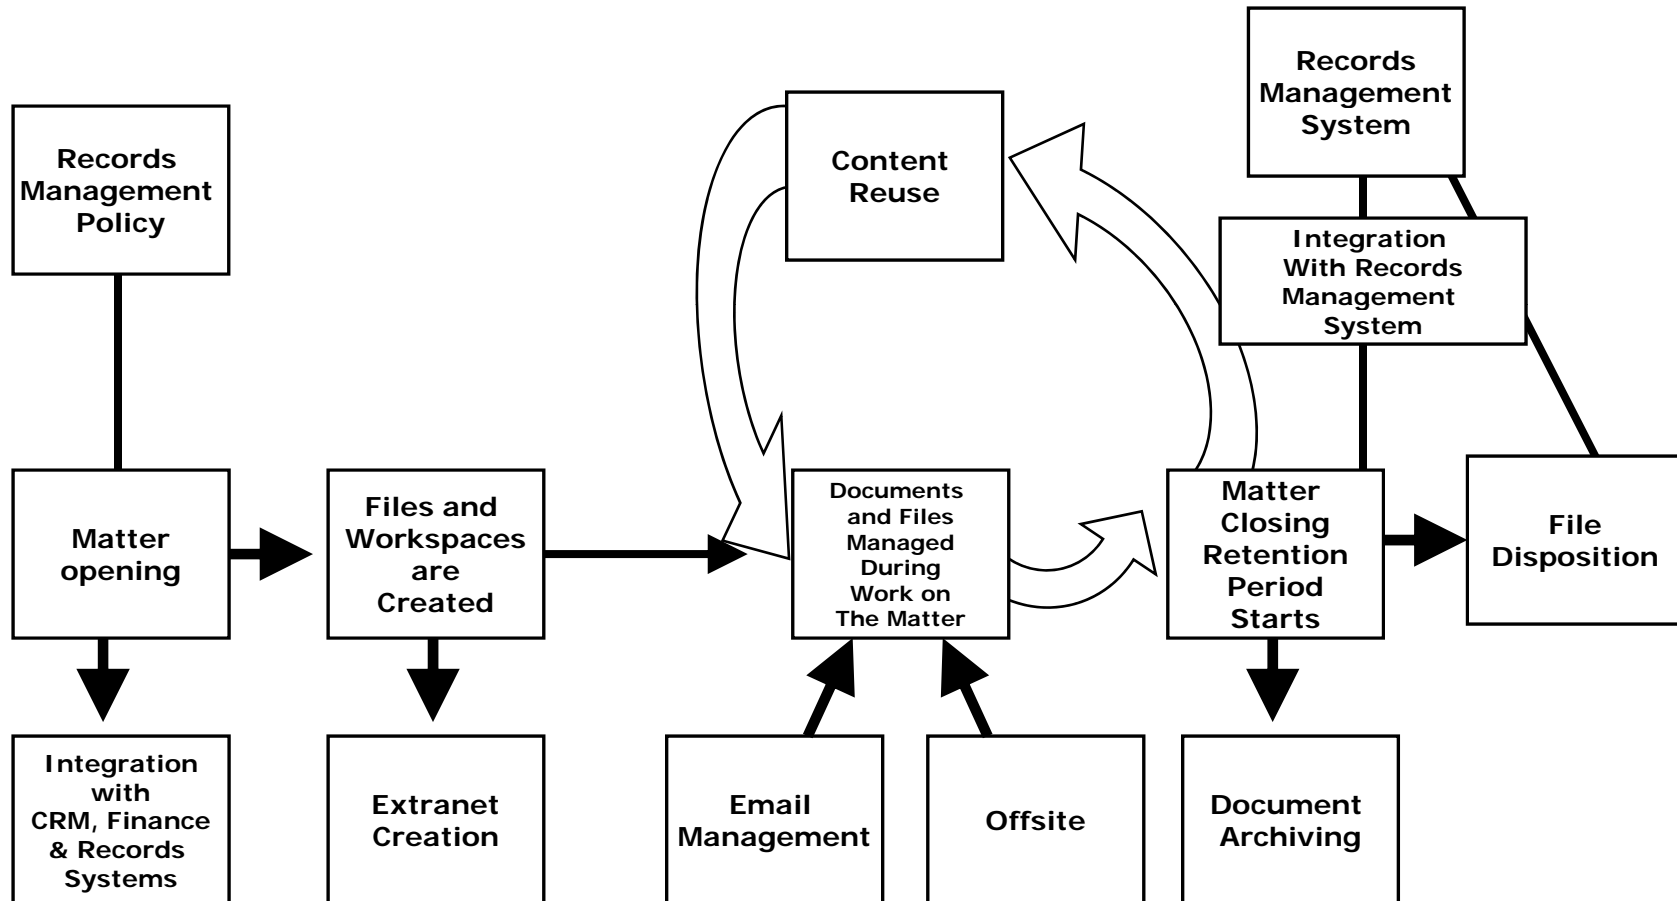 Records
Management
Policy
Content
Reuse
Records
Management
System
Integration
With Records
Management
System
Matter
opening
Files and
Workspaces
are
Created
Documents
and Files
Managed
During
Work on
The Matter
Matter
Closing
Retention
Period
Starts
File
Disposition
Integration
with
CRM, Finance
& Records
Systems
Extranet
Creation
Email
Management
Offsite
Document
Archiving